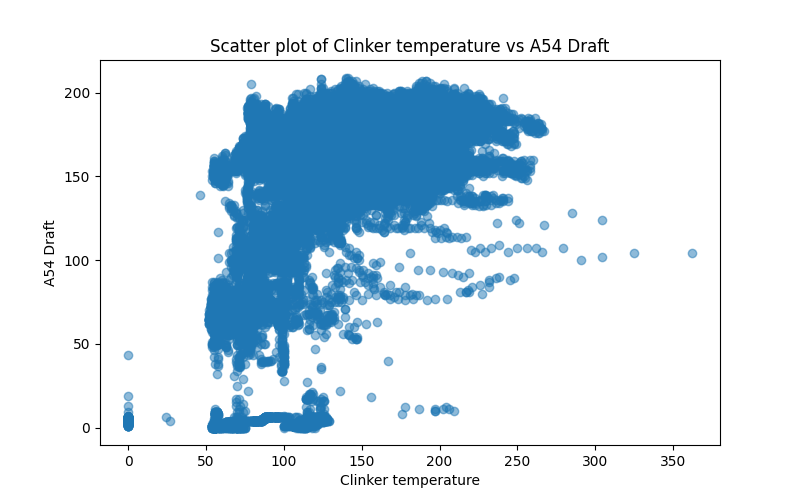 Scatter plot of Clinker temperature vs A54 Draft
200
150
100
50
0
A54 Draft
0 50 100 150 200 250 300 350
Clinker temperature